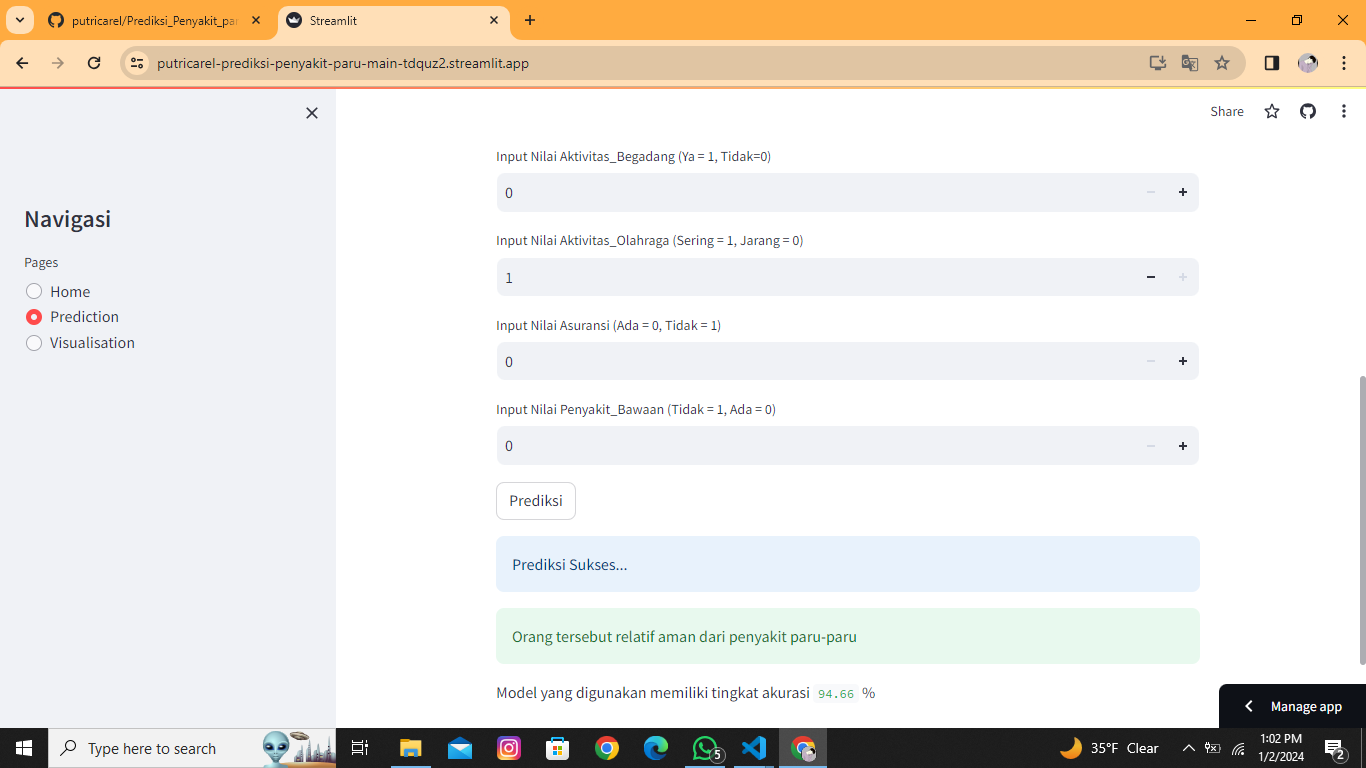 putricarel/Prediksi_Penyakit_pa
Streamlit
putricarel-prediksi-penyakit-paru-main-tdquz2.streamlit.app
Share
Navigasi
Pages
Home
Prediction
Visualisation
Input Nilai Aktivitas_Begadang (Ya = 1, Tidak=0)
0
Input Nilai Aktivitas_Olahraga (Sering = 1, Jarang = 0)
1
Input Nilai Asuransi (Ada = 0, Tidak = 1)
0
Input Nilai Penyakit_Bawaan (Tidak = 1, Ada = 0)
0
Prediksi
Prediksi Sukses...
Orang tersebut relatif aman dari penyakit paru-paru
Model yang digunakan memiliki tingkat akurasi 94.66 %
Manage app
Type here to search
5
35°F Clear
1:02 PM
1/2/2024
2